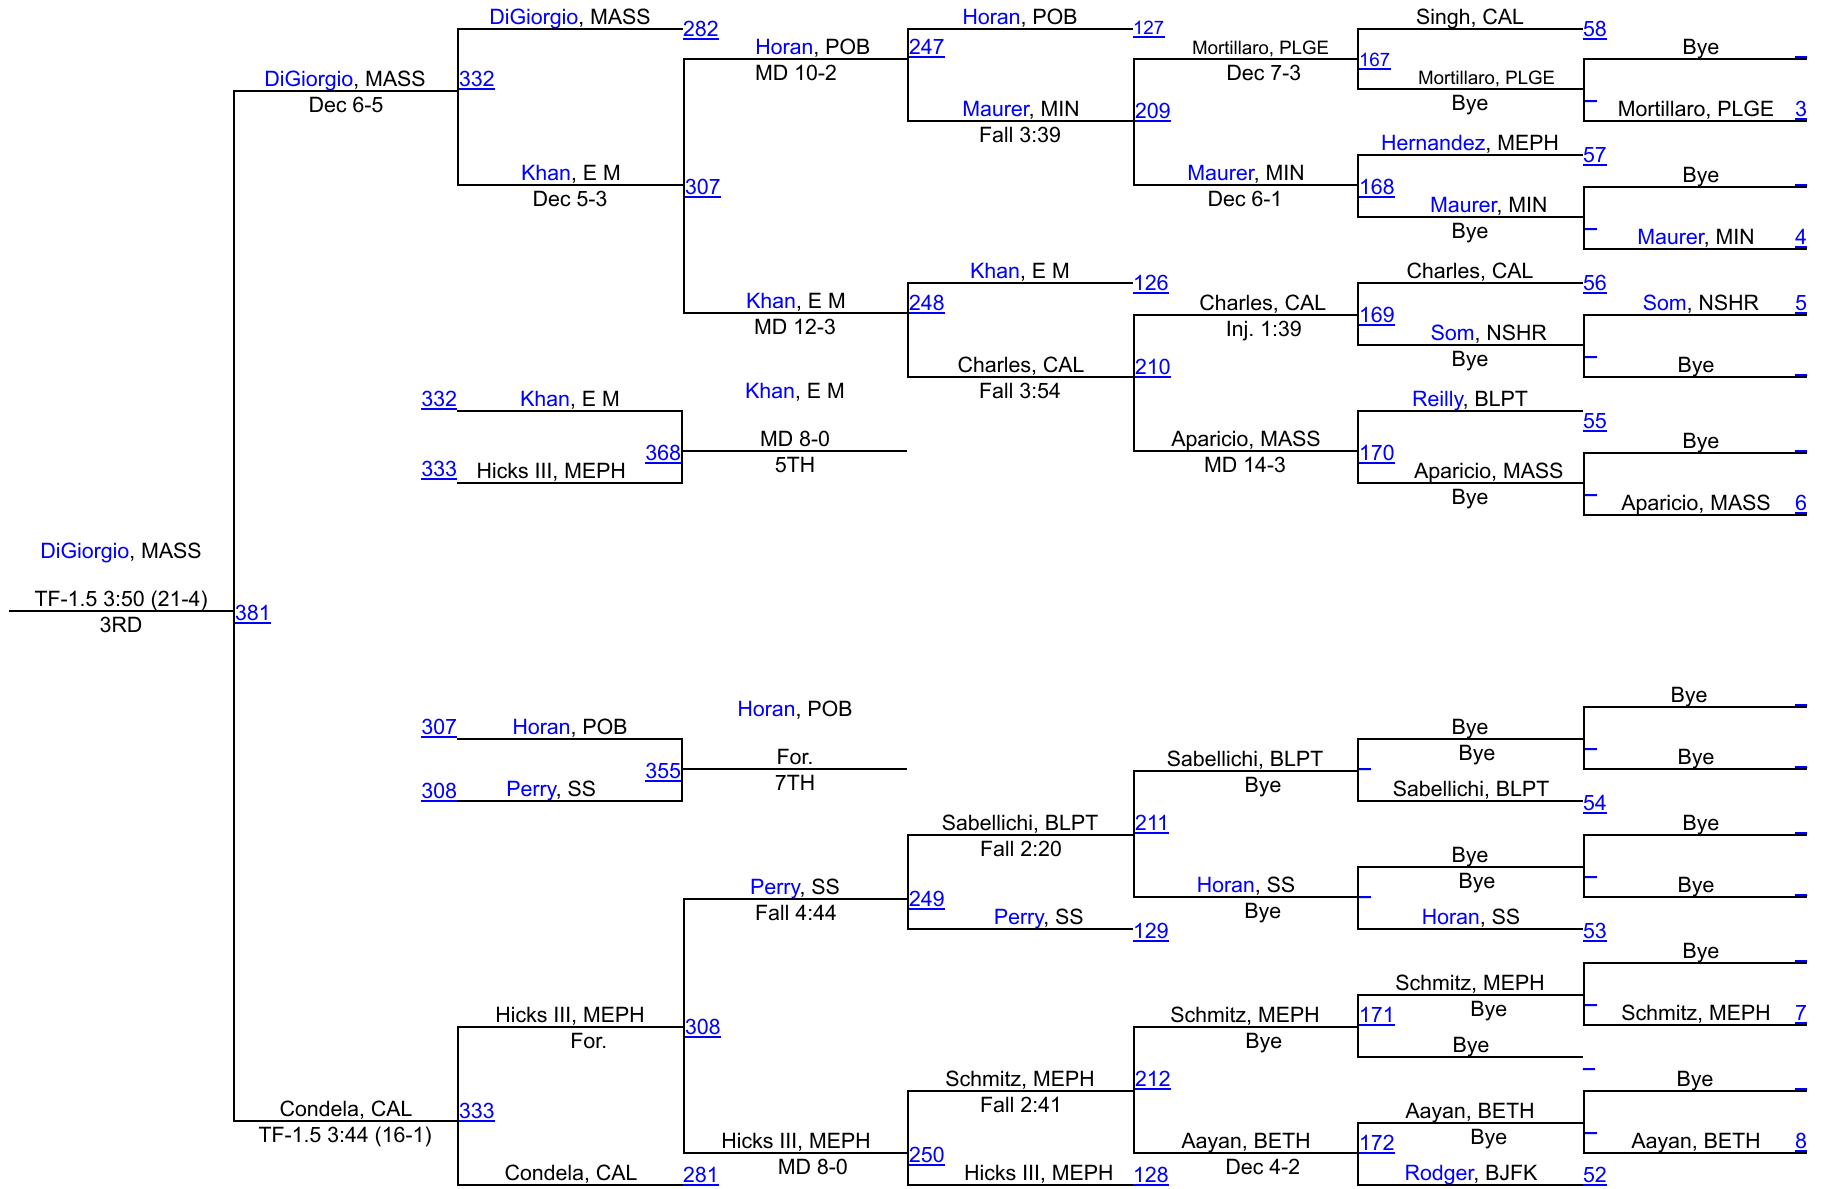 DiGiorgio, MASS
Horan, POB
Singh, CAL
282
127
58
Horan, POB
247
Mortillaro, PLGE
Bye
MD 10-2
Dec 7-3
167
DiGiorgio, MASS
332
Mortillaro, PLGE
Dec 6-5
Maurer, MIN
209
Bye
Mortillaro, PLGE 3
Fall 3:39
Hernandez, MEPH
57
Khan, E M
Maurer, MIN
Bye
Dec 5-3
307
Dec 6-1
168
Maurer, MIN
Bye
Maurer, MIN 4
Khan, E M
Charles, CAL
126
56
Khan, E M
248
Charles, CAL
Som, NSHR 5
MD 12-3
Inj. 1:39
169
Som, NSHR
Bye
Charles, CAL
210
Bye
Fall 3:54
332
Khan, E M
Khan, E M
Reilly, BLPT
55
MD 8-0
Aparicio, MASS
Bye
368
5TH
MD 14-3
170
333
Hicks III, MEPH
Aparicio, MASS
Bye
Aparicio, MASS 6
DiGiorgio, MASS
TF-1.5 3:50 (21-4)
381
3RD
Bye
Horan, POB
307
Horan, POB
Bye
For.
Sabellichi, BLPT
Bye
Bye
355
7TH
Bye
308
Perry, SS
Sabellichi, BLPT
54
Sabellichi, BLPT
211
Bye
Fall 2:20
Bye
Perry, SS
249
Horan, SS
Bye
Bye
Fall 4:44
Bye
Perry, SS
129
Horan, SS
53
Bye
Schmitz, MEPH
Hicks III, MEPH
308
Schmitz, MEPH
171
Bye
Schmitz, MEPH 7
For.
Bye
Bye
Schmitz, MEPH
212
Bye
Fall 2:41
Condela, CAL
333
Aayan, BETH
TF-1.5 3:44 (16-1)
Hicks III, MEPH
250
Aayan, BETH
172
Bye
Aayan, BETH 8
MD 8-0
Dec 4-2
Condela, CAL
281
Hicks III, MEPH
128
Rodger, BJFK
52